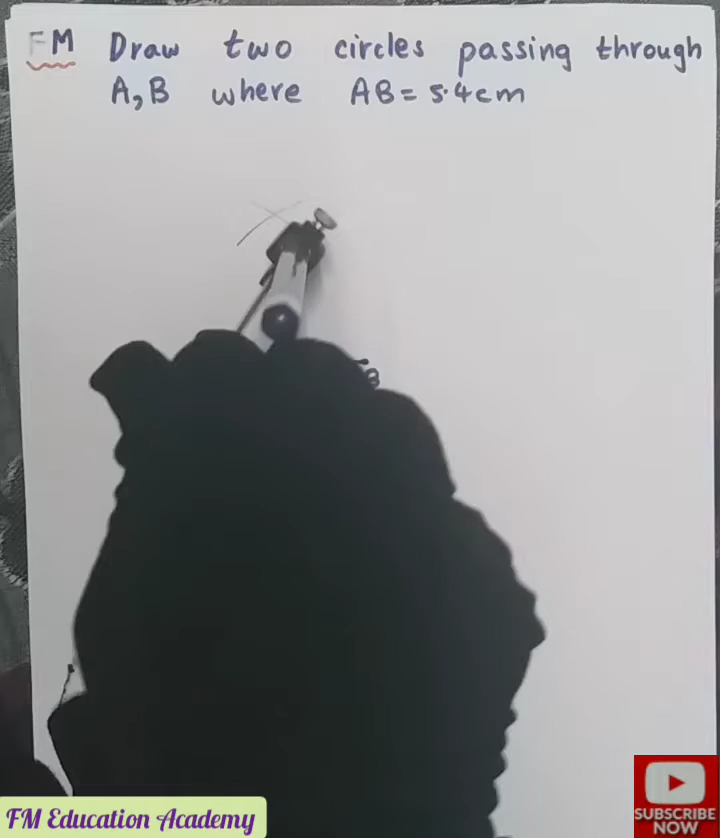 FM Draw two circles passing through
A, B where AB = 5.4cm
B
FM Education Academy
SUBSCRIBE
NOW